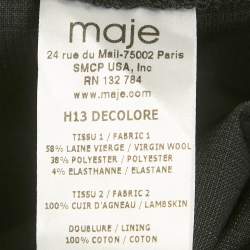 maje
24 rue du Mail-75002 Paris
SMCP USA, Inc
RN 132 784
www.maje.com
H13 DECOLORE
TISSU 1 / FABRIC 1
58% LAINE VIERGE / VIRGIN WOOL
38% POLYESTER / POLYESTER
4% ELASTHANNE / ELASTANE
TISSU 2 / FABRIC 2
100% CUIR D'AGNEAU / LAMBSKIN
DOUBLURE / LINING
100% COTON / COTTON